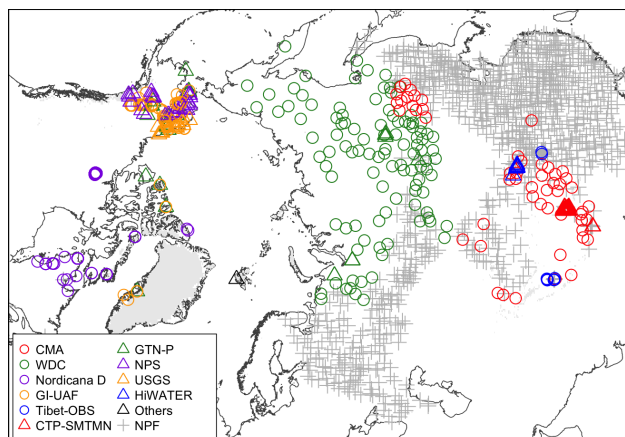 CMA
WDC
Nordicana D
GI-UAF
Tibet-OBS
CTP-SMTMN
GTN-P
NPS
USGS
HiWATER
Others
NPF